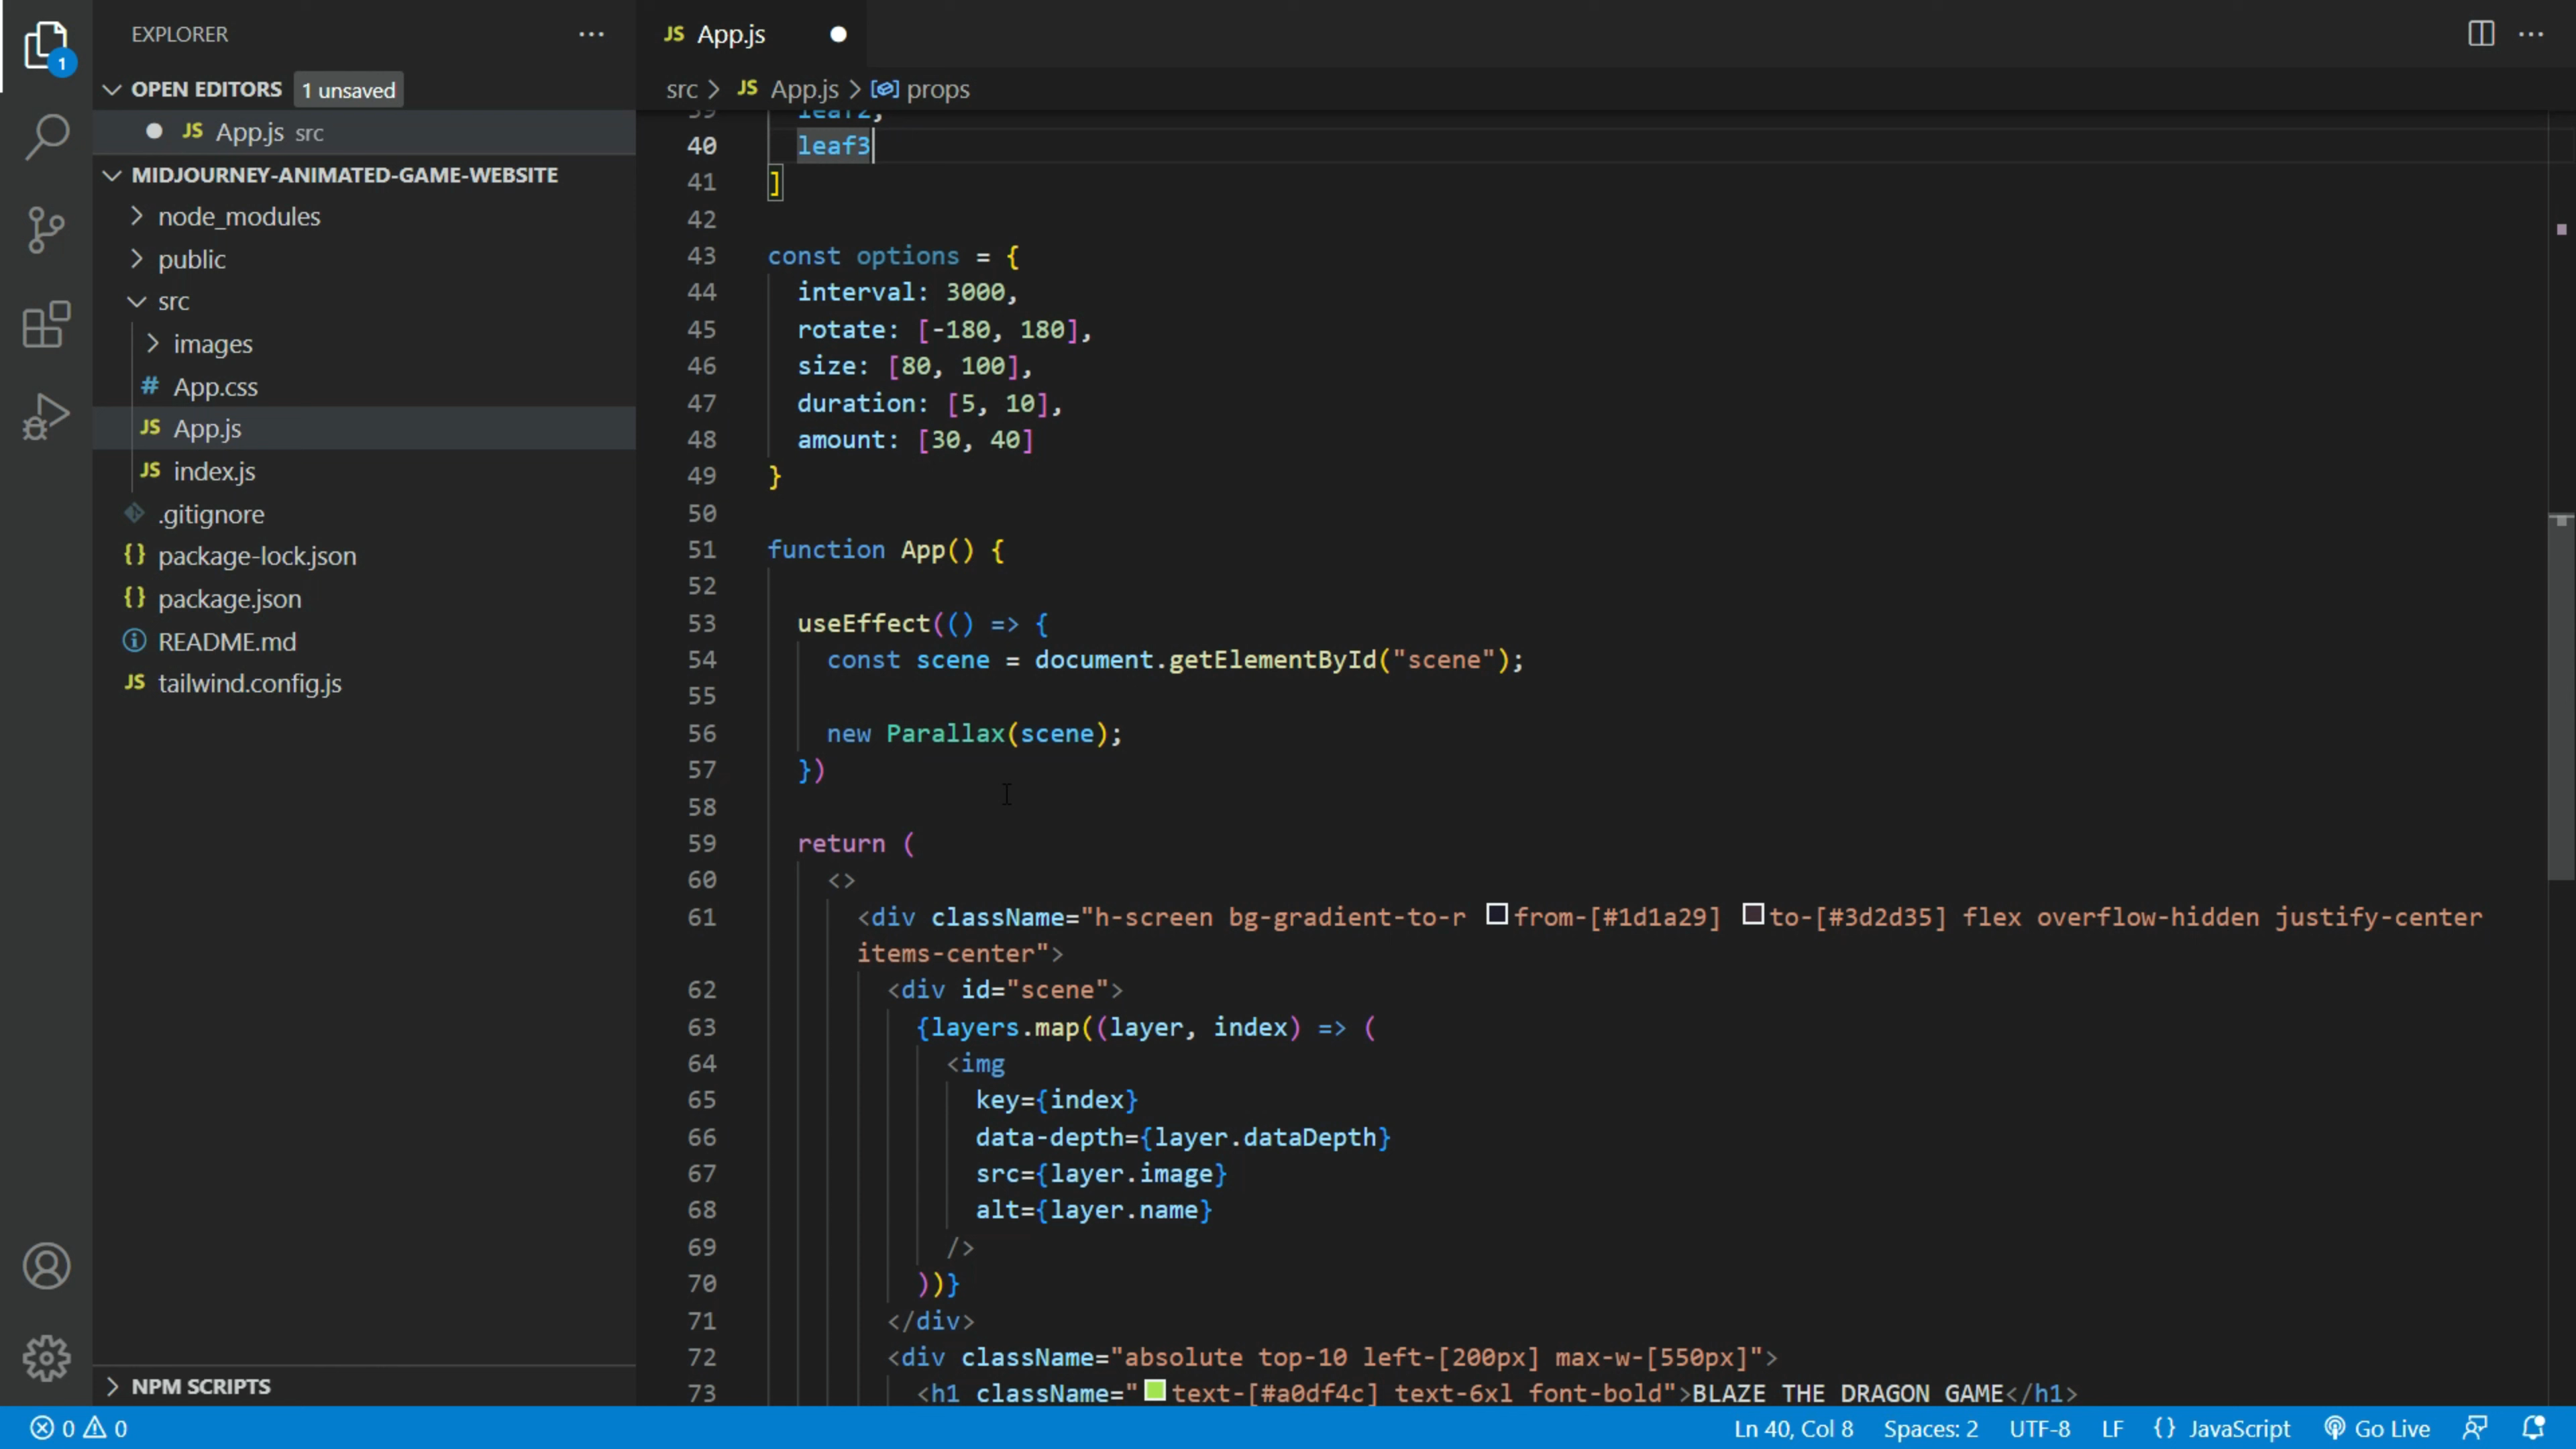 EXPLORER
OPEN EDITORS 1 unsaved
JS App.js src
MIDJOURNEY-ANIMATED-GAME-WEBSITE
node_modules
public
src
images
# App.css
JS App.js
JS index.js
.gitignore
{} package-lock.json
{} package.json
README.md
JS tailwind.config.js
NPM SCRIPTS
1
JS App.js
src > JS App.js > props
39 leaf2,
40 leaf3
41 ]
42
43 const options = {
44 interval: 3000,
45 rotate: [-180, 180],
46 size: [80, 100],
47 duration: [5, 10],
48 amount: [30, 40]
49 }
50
51 function App() {
52
53 useEffect(() => {
54 const scene = document.getElementById("scene");
55
56 new Parallax(scene);
57 })
58
59 return (
60 <>
61 <div className="h-screen bg-gradient-to-r from-[#1d1a29] to-[#3d2d35] flex overflow-hidden justify-center
items-center">
62 <div id="scene">
63 {layers.map((layer, index) => (
64 <img
65 key={index}
66 data-depth={layer.dataDepth}
67 src={layer.image}
68 alt={layer.name}
69 />
70 ))}
71 </div>
72 <div className="absolute top-10 left-[200px] max-w-[550px]">
73 <h1 className="text-[#a0df4c] text-6xl font-bold">BLAZE THE DRAGON GAME</h1>
0 0
Ln 40, Col 8 Spaces: 2 UTF-8 LF {} JavaScript Go Live